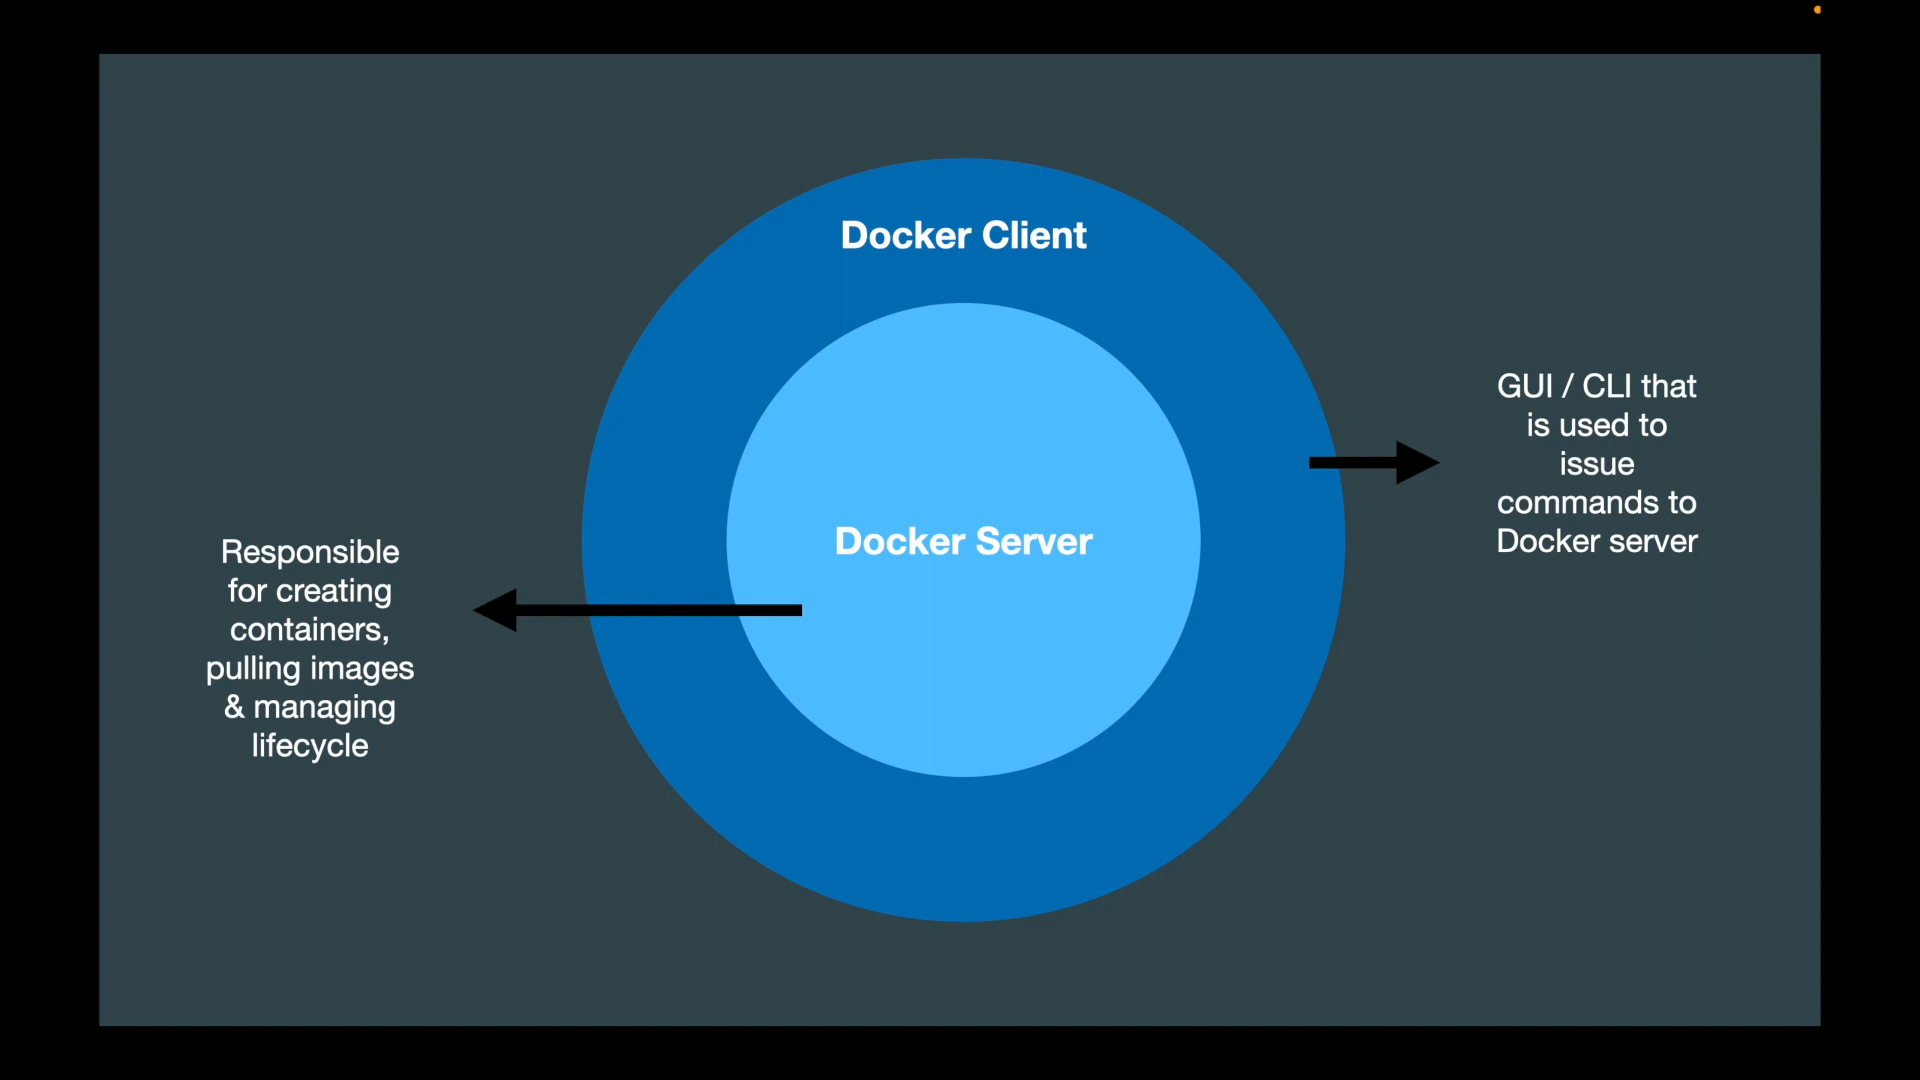 Docker Client
Docker Server
GUI / CLI that
is used to
issue
commands to
Docker server
Responsible
for creating
containers,
pulling images
& managing
lifecycle